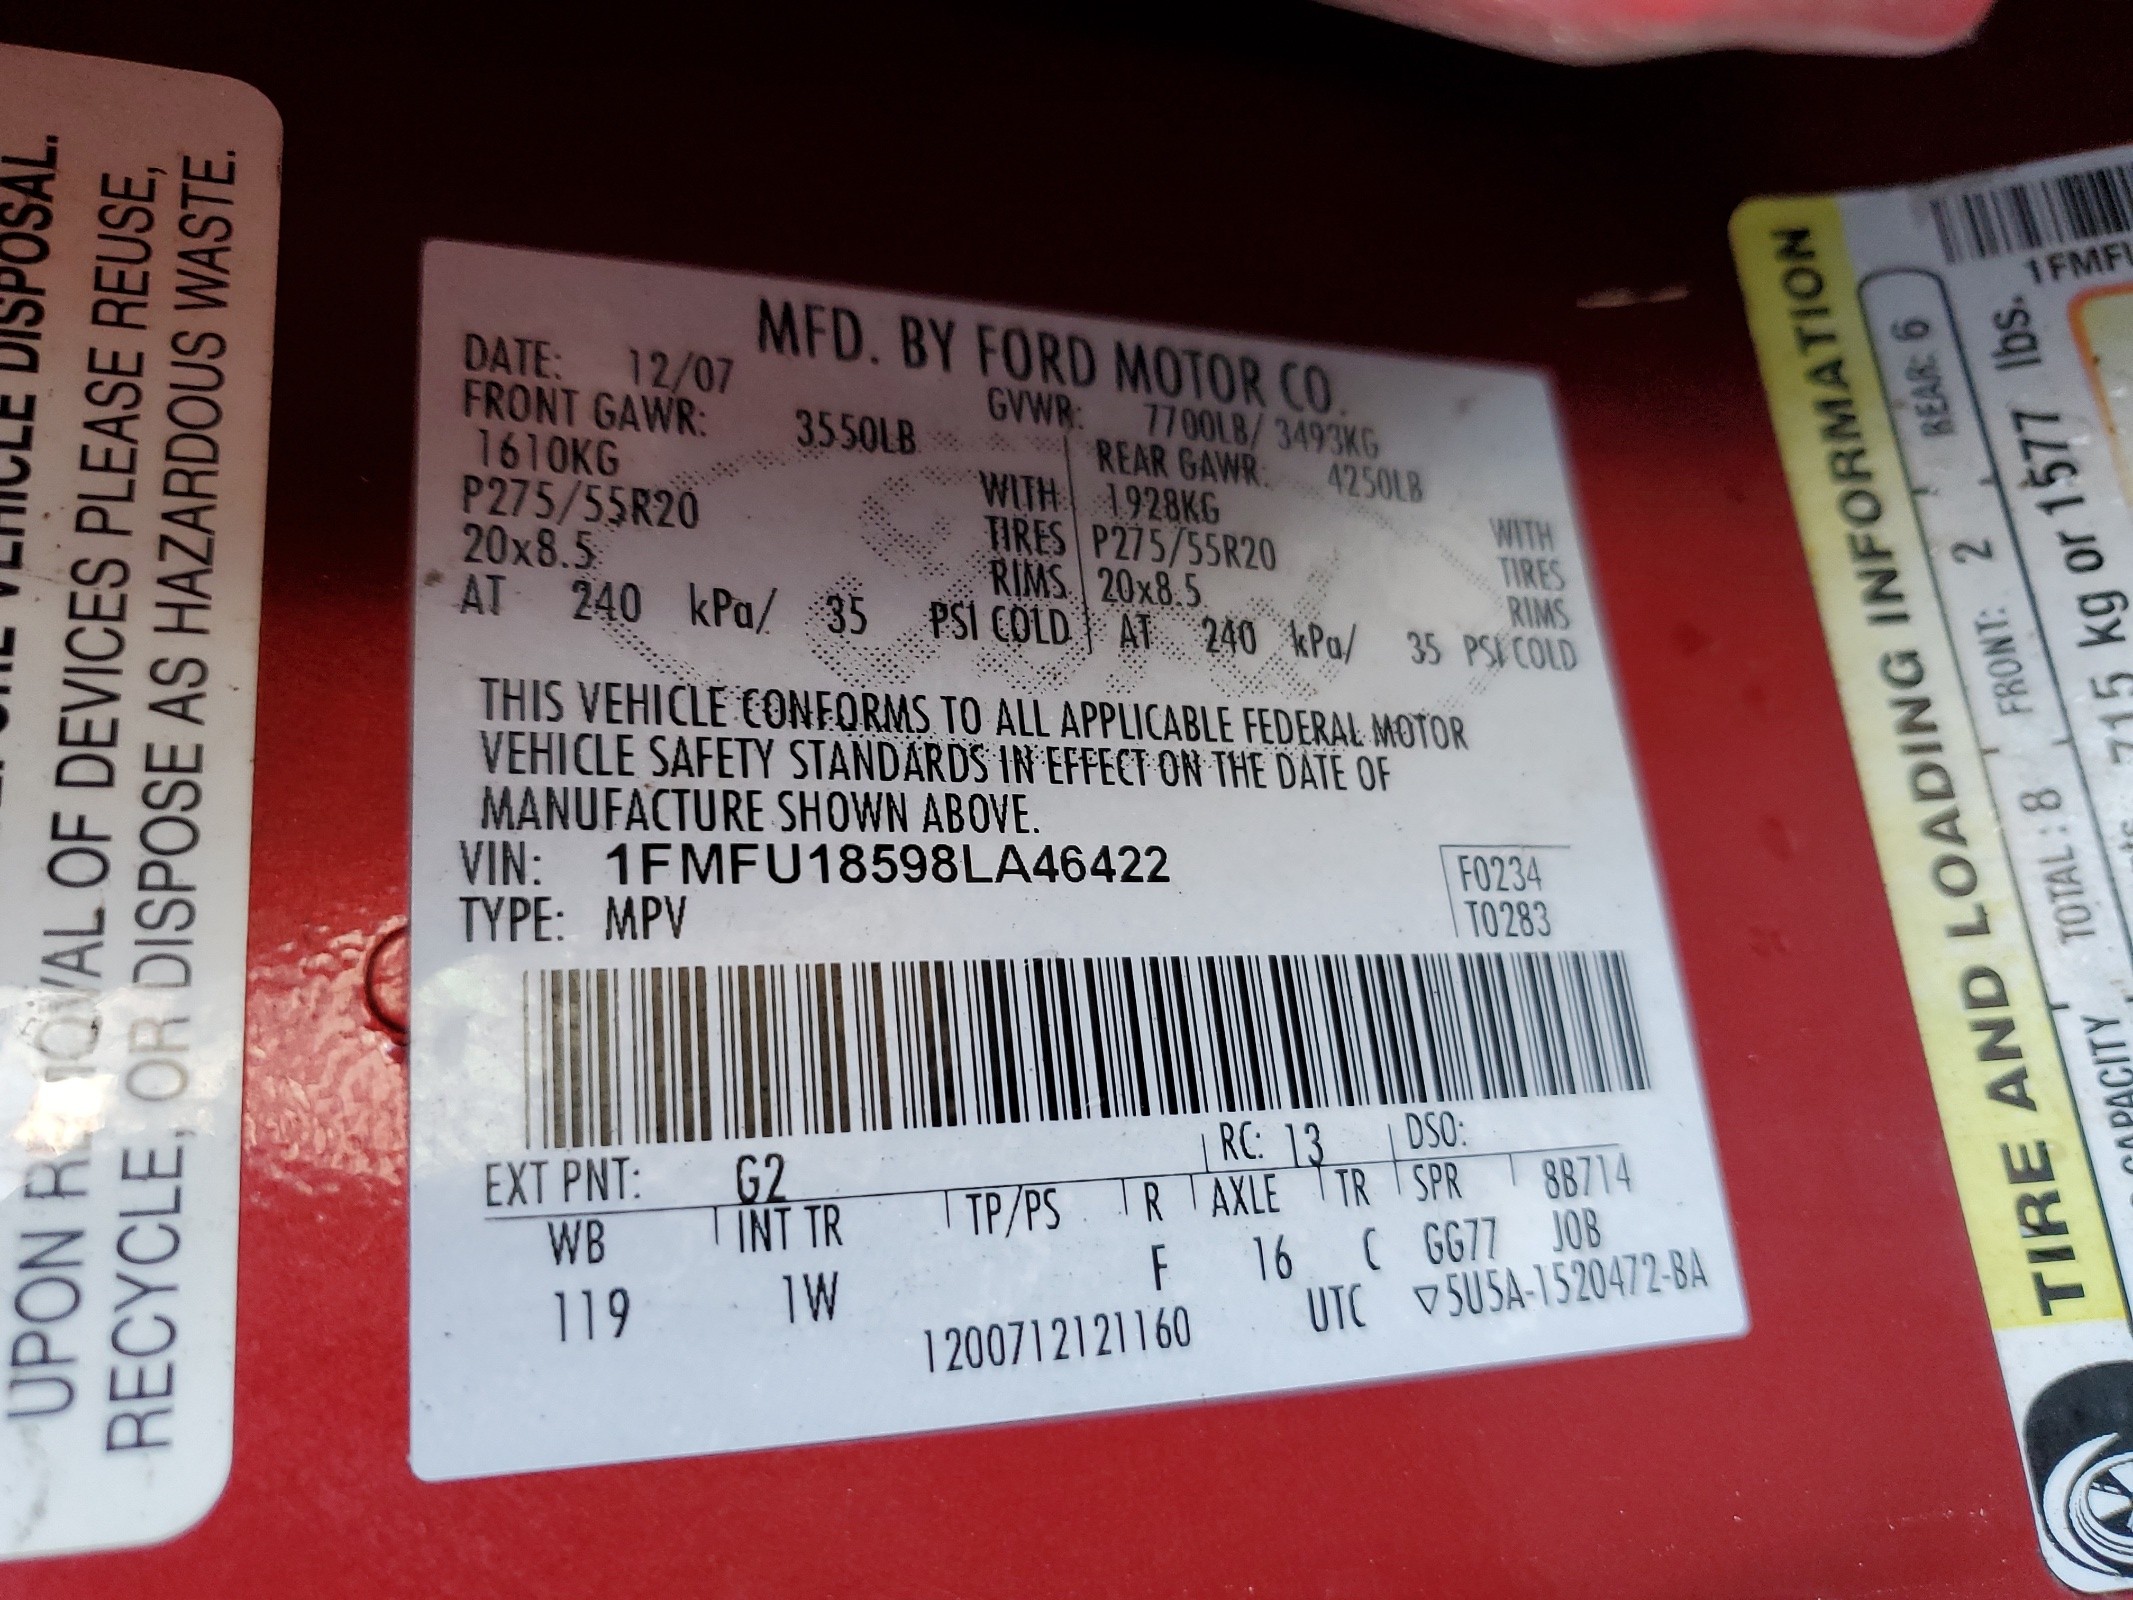 VEHICLE DISPOSAL.
UPON REMOVAL OF DEVICES PLEASE REUSE,
RECYCLE, OR DISPOSE AS HAZARDOUS WASTE.
MFD. BY FORD MOTOR CO.
DATE: 12/07 GVWR: 7700LB/ 3493KG
FRONT GAWR: 3550LB REAR GAWR: 4250LB
1610KG WITH 1928KG WITH
P275/55R20 TIRES P275/55R20 TIRES
20x8.5 RIMS 20x8.5 RIMS
AT 240 kPa/ 35 PSI COLD AT 240 kPa/ 35 PSI COLD
THIS VEHICLE CONFORMS TO ALL APPLICABLE FEDERAL MOTOR
VEHICLE SAFETY STANDARDS IN EFFECT ON THE DATE OF
MANUFACTURE SHOWN ABOVE.
VIN: 1FMFU18598LA46422 F0234
TYPE: MPV T0283
EXT PNT: G2 RC: 13 DSO:
WB INT TR TP/PS R AXLE TR SPR 8B714
119 1W F 16 C GG77 JOB
1200712121160 UTC ▽5U5A-1520472-BA
TIRE AND LOADING INFORMATION
CAPACITY TOTAL: 8 FRONT: 2 REAR: 6
715 kg or 1577 lbs.
1FMFU